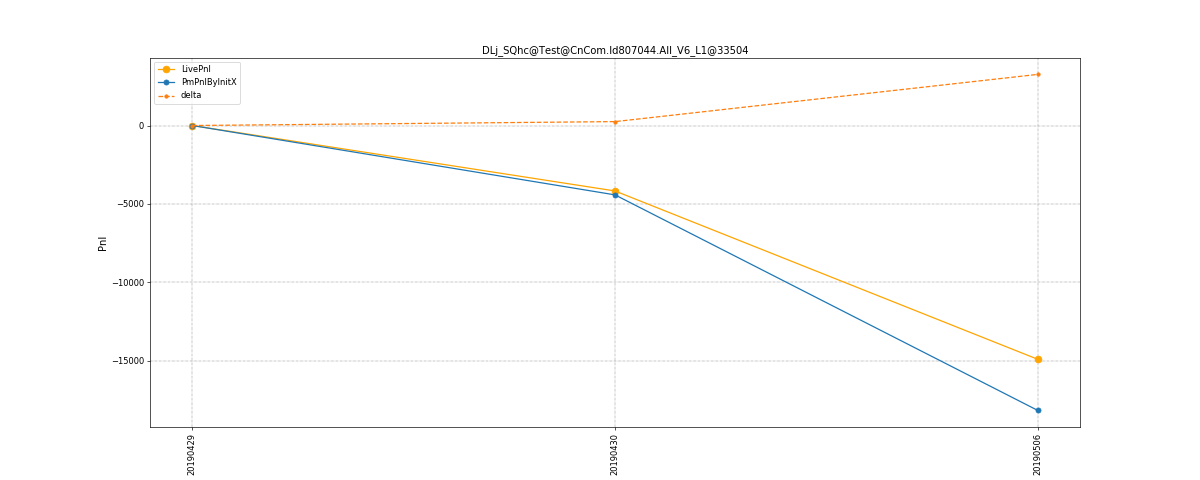 DLj_SQhc@Test@CnCom.Id807044.All_V6_L1@33504
LivePnl
PmPnlByInitX
delta
0
−5000
−10000
−15000
Pnl
20190429
20190430
20190506